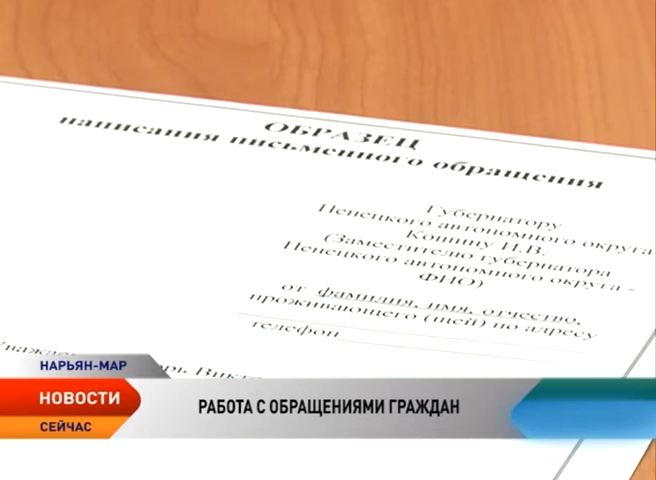 ОБРАЗЕЦ
написания письменного обращения
Губернатору
Ненецкого автономного округа
Кошину И.В.
(Заместителю губернатора
Ненецкого автономного округа -
ФИО)
от фамилия, имя, отчество,
проживающего (щей) по адресу
телефон
НАРЬЯН-МАР
НОВОСТИ
СЕЙЧАС
РАБОТА С ОБРАЩЕНИЯМИ ГРАЖДАН